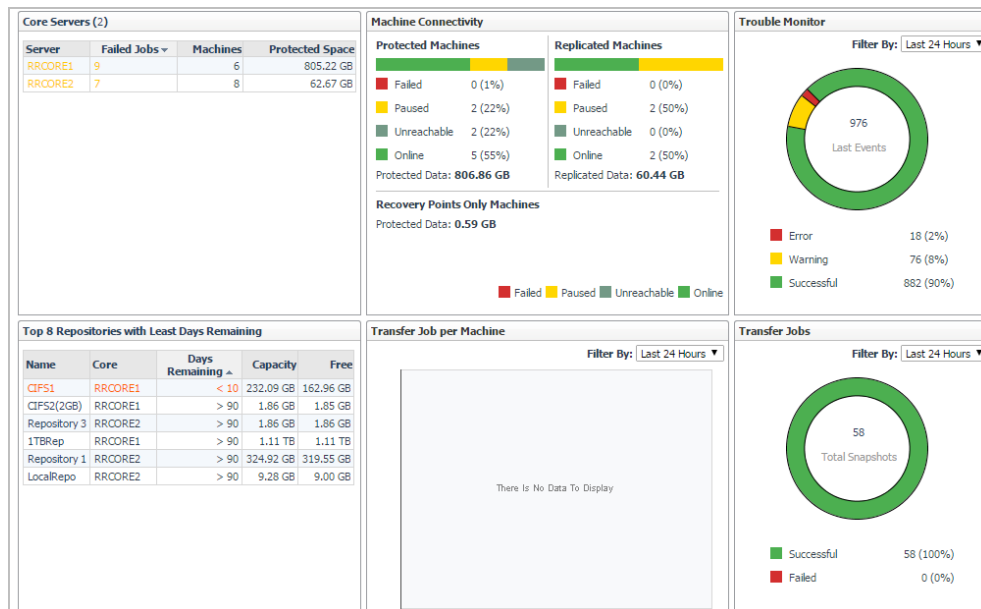 Core Servers (2)
Server Failed Jobs Machines Protected Space
RRCORE1 9 6 805.22 GB
RRCORE2 7 8 62.67 GB
Machine Connectivity
Protected Machines
Failed 0 (1%)
Paused 2 (22%)
Unreachable 2 (22%)
Online 5 (55%)
Protected Data: 806.86 GB
Replicated Machines
Failed 0 (0%)
Paused 2 (50%)
Unreachable 0 (0%)
Online 2 (50%)
Replicated Data: 60.44 GB
Recovery Points Only Machines
Protected Data: 0.59 GB
Failed Paused Unreachable Online
Trouble Monitor
Filter By: Last 24 Hours
976
Last Events
Error 18 (2%)
Warning 76 (8%)
Successful 882 (90%)
Top 8 Repositories with Least Days Remaining
Name Core Days Remaining Capacity Free
CIFS1 RRCORE1 < 10 232.09 GB 162.96 GB
CIFS2(2GB) RRCORE1 > 90 1.86 GB 1.85 GB
Repository 3 RRCORE2 > 90 1.86 GB 1.86 GB
1TBRep RRCORE1 > 90 1.11 TB 1.11 TB
Repository 1 RRCORE2 > 90 324.92 GB 319.55 GB
LocalRepo RRCORE2 > 90 9.28 GB 9.00 GB
Transfer Job per Machine
Filter By: Last 24 Hours
There Is No Data To Display
Transfer Jobs
Filter By: Last 24 Hours
58
Total Snapshots
Successful 58 (100%)
Failed 0 (0%)